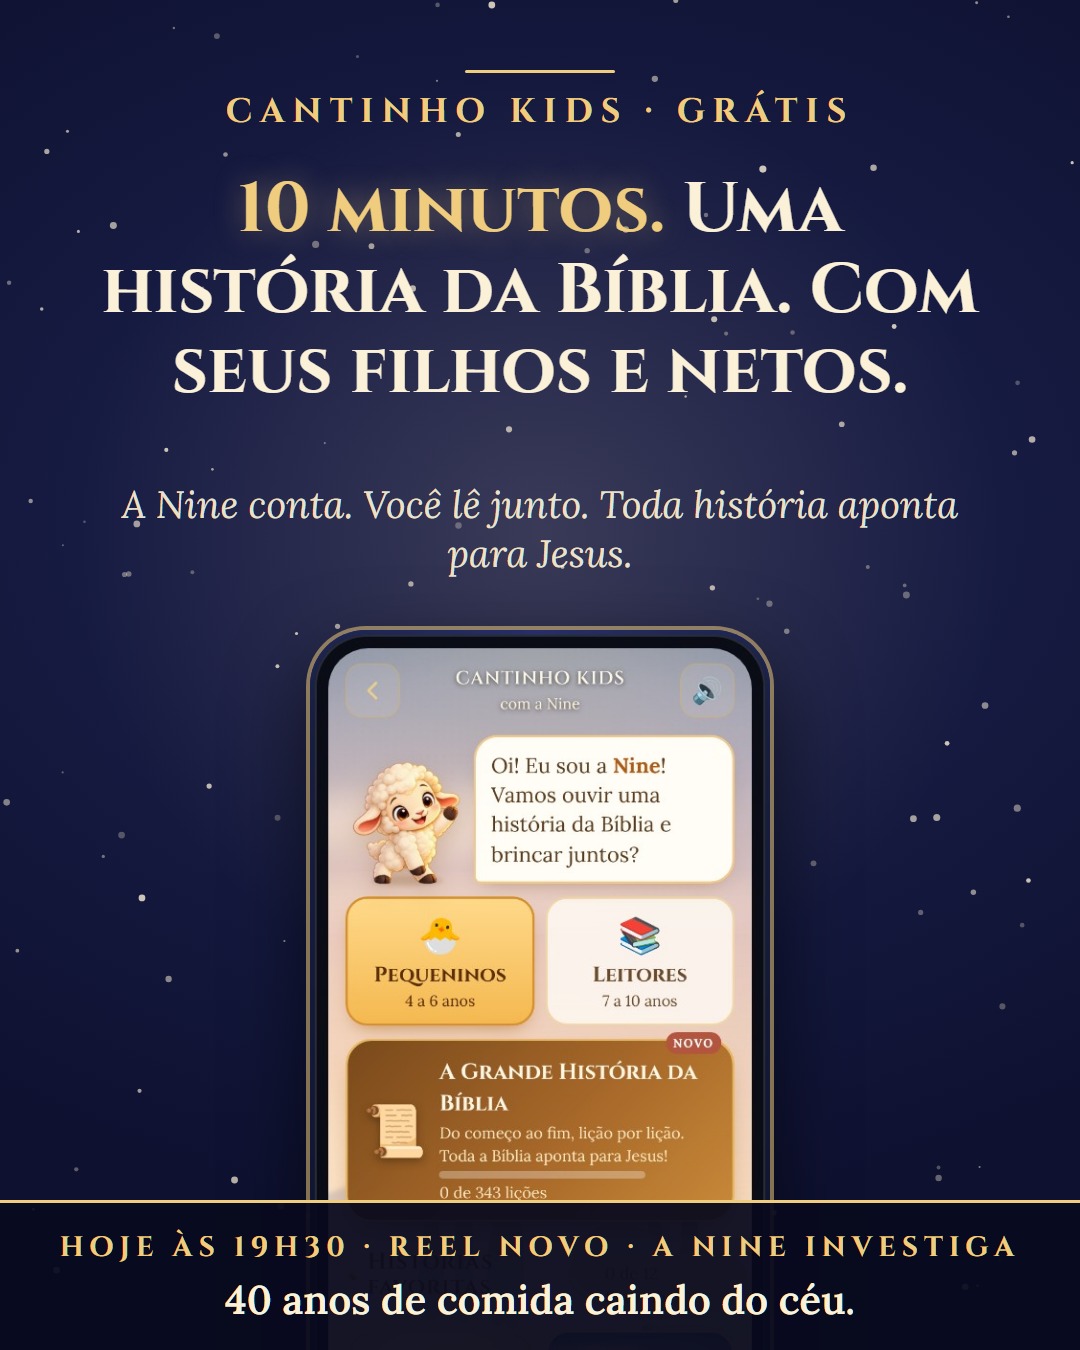 CANTINHO KIDS · GRÁTIS
10 MINUTOS. UMA
HISTÓRIA DA BÍBLIA. COM
SEUS FILHOS E NETOS.
A Nine conta. Você lê junto. Toda história aponta
para Jesus.
CANTINHO KIDS
com a Nine
Oi! Eu sou a Nine!
Vamos ouvir uma
história da Bíblia e
brincar juntos?
PEQUENINOS
4 a 6 anos
LEITORES
7 a 10 anos
NOVO
A GRANDE HISTÓRIA DA
BÍBLIA
Do começo ao fim, lição por lição.
Toda a Bíblia aponta para Jesus!
0 de 343 lições
HOJE ÀS 19H30 · REEL NOVO · A NINE INVESTIGA
HISTÓRIAS
FAVORITAS
40 anos de comida caindo do céu.